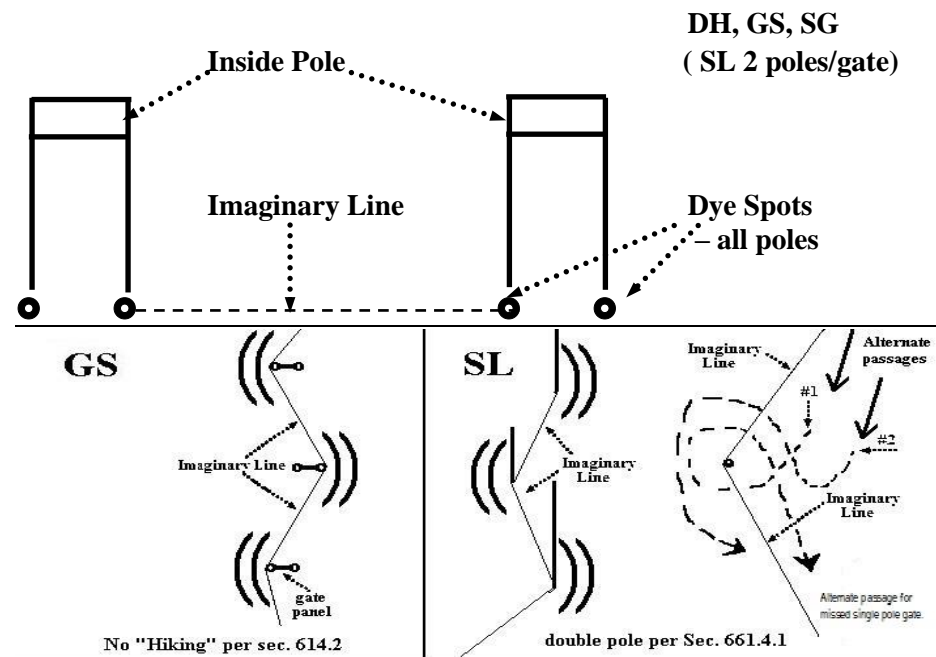 DH, GS, SG
( SL 2 poles/gate)
Inside Pole
Imaginary Line
Dye Spots
– all poles
GS
Imaginary Line
gate
panel
No "Hiking" per sec. 614.2
SL
Imaginary
Line
double pole per Sec. 661.4.1
Imaginary
Line
Alternate
passages
#1
#2
Imaginary
Line
Alternate passage for
missed single pole gate.